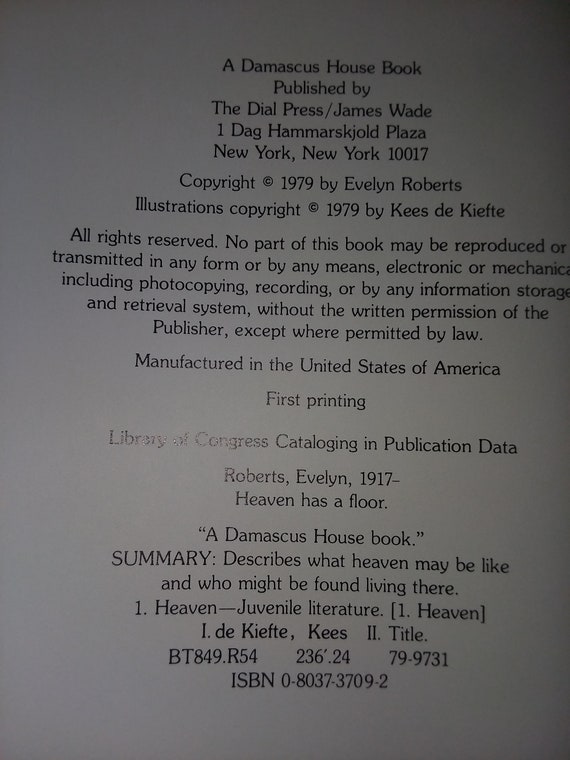 A Damascus House Book
Published by
The Dial Press/James Wade
1 Dag Hammarskjold Plaza
New York, New York 10017
Copyright © 1979 by Evelyn Roberts
Illustrations copyright © 1979 by Kees de Kiefte
All rights reserved. No part of this book may be reproduced or
transmitted in any form or by any means, electronic or mechanica
including photocopying, recording, or by any information storage
and retrieval system, without the written permission of the
Publisher, except where permitted by law.
Manufactured in the United States of America
First printing
Library of Congress Cataloging in Publication Data
Roberts, Evelyn, 1917–
Heaven has a floor.
“A Damascus House book.”
SUMMARY: Describes what heaven may be like
and who might be found living there.
1. Heaven—Juvenile literature. [1. Heaven]
I. de Kiefte, Kees II. Title.
BT849.R54 236′.24 79-9731
ISBN 0-8037-3709-2